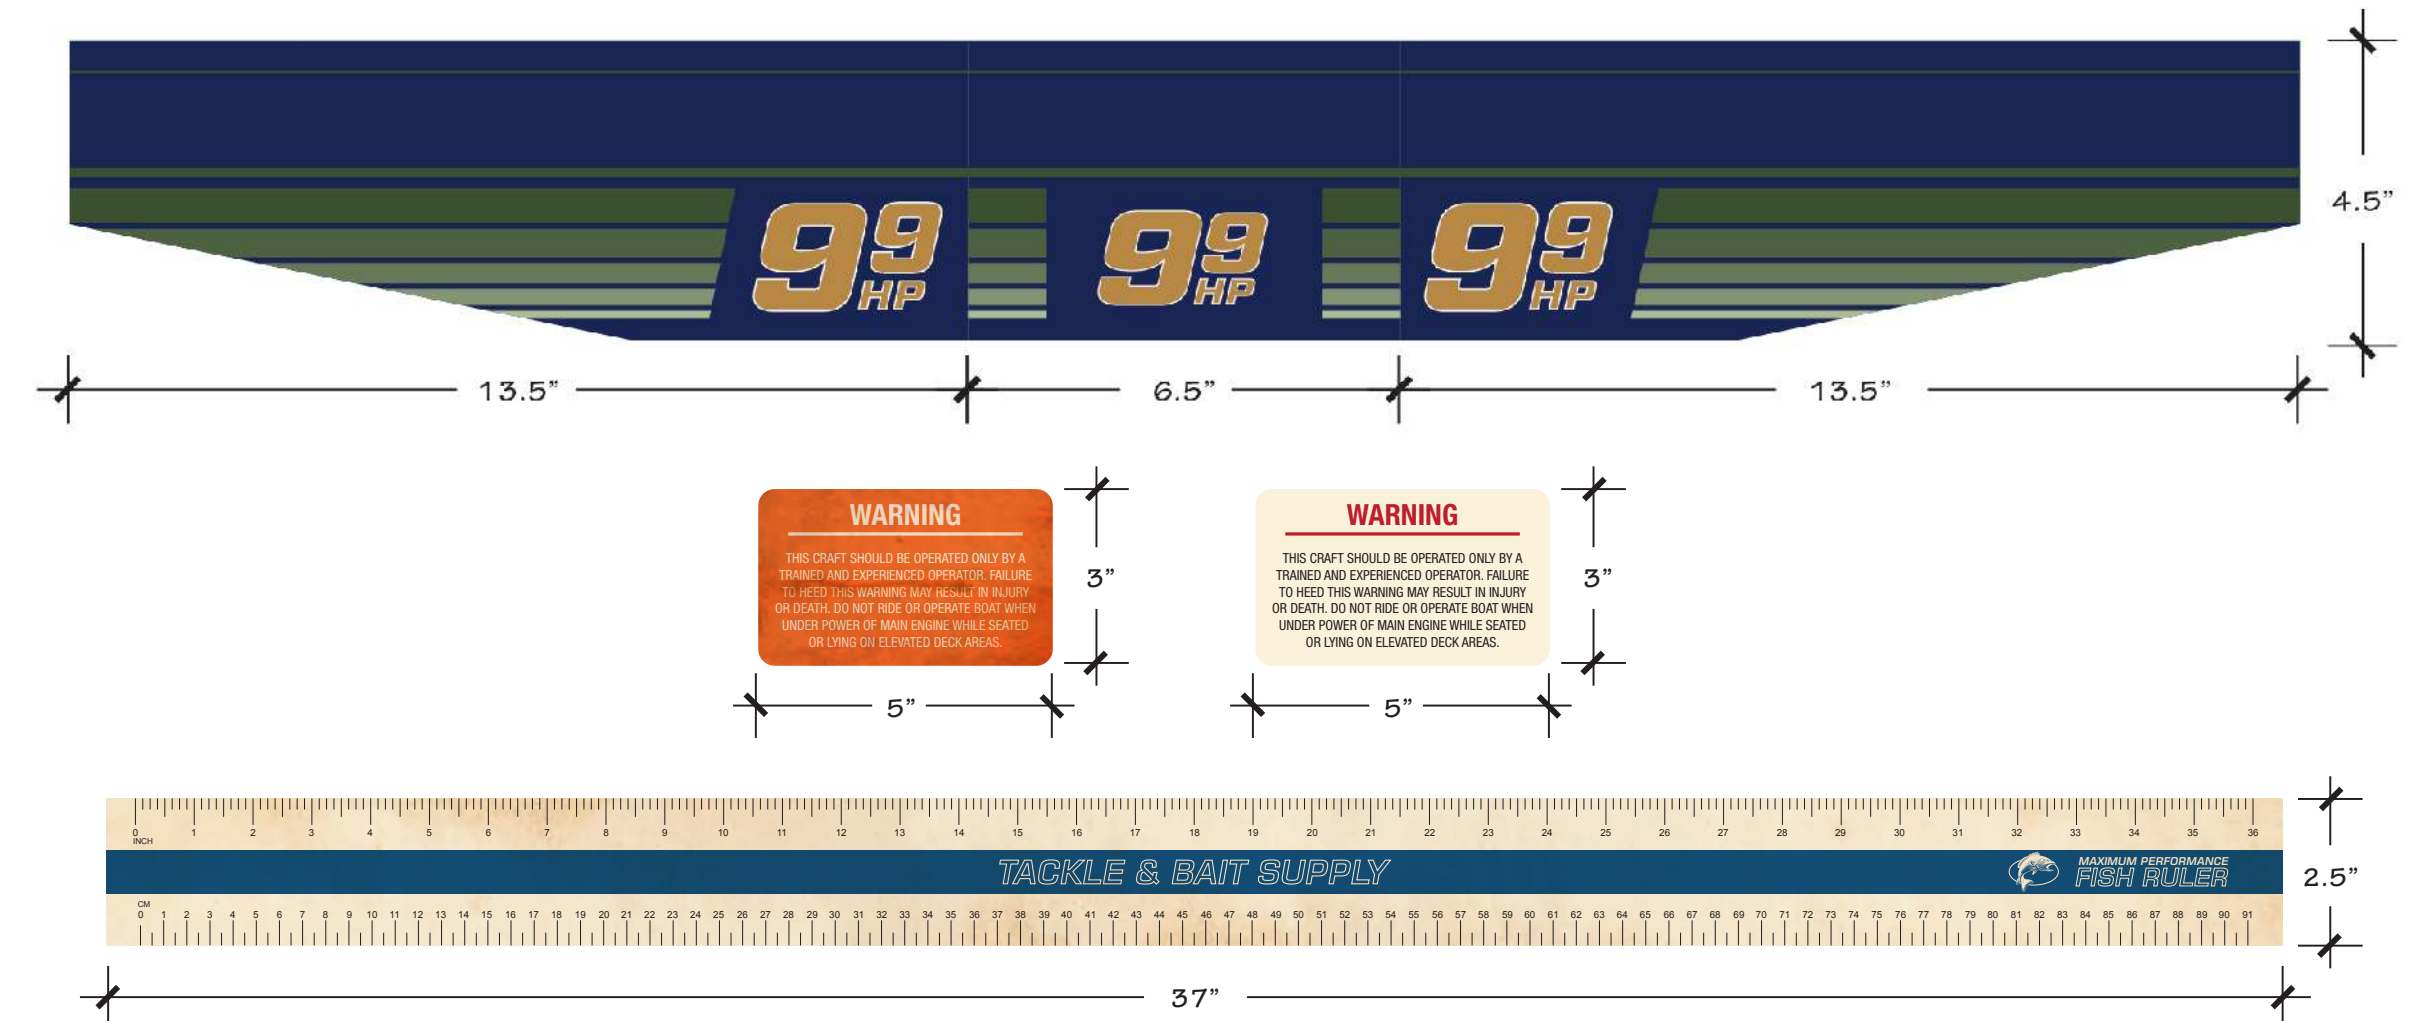 99 HP
99 HP
99 HP
4.5”
13.5”
6.5”
13.5”
WARNING
THIS CRAFT SHOULD BE OPERATED ONLY BY A
TRAINED AND EXPERIENCED OPERATOR. FAILURE
TO HEED THIS WARNING MAY RESULT IN INJURY
OR DEATH. DO NOT RIDE OR OPERATE BOAT WHEN
UNDER POWER OF MAIN ENGINE WHILE SEATED
OR LYING ON ELEVATED DECK AREAS.
3”
5”
WARNING
THIS CRAFT SHOULD BE OPERATED ONLY BY A
TRAINED AND EXPERIENCED OPERATOR. FAILURE
TO HEED THIS WARNING MAY RESULT IN INJURY
OR DEATH. DO NOT RIDE OR OPERATE BOAT WHEN
UNDER POWER OF MAIN ENGINE WHILE SEATED
OR LYING ON ELEVATED DECK AREAS.
3”
5”
0 1 2 3 4 5 6 7 8 9 10 11 12 13 14 15 16 17 18 19 20 21 22 23 24 25 26 27 28 29 30 31 32 33 34 35 36
INCH
TACKLE & BAIT SUPPLY
MAXIMUM PERFORMANCE
FISH RULER
2.5”
CM
0 1 2 3 4 5 6 7 8 9 10 11 12 13 14 15 16 17 18 19 20 21 22 23 24 25 26 27 28 29 30 31 32 33 34 35 36 37 38 39 40 41 42 43 44 45 46 47 48 49 50 51 52 53 54 55 56 57 58 59 60 61 62 63 64 65 66 67 68 69 70 71 72 73 74 75 76 77 78 79 80 81 82 83 84 85 86 87 88 89 90 91
37”